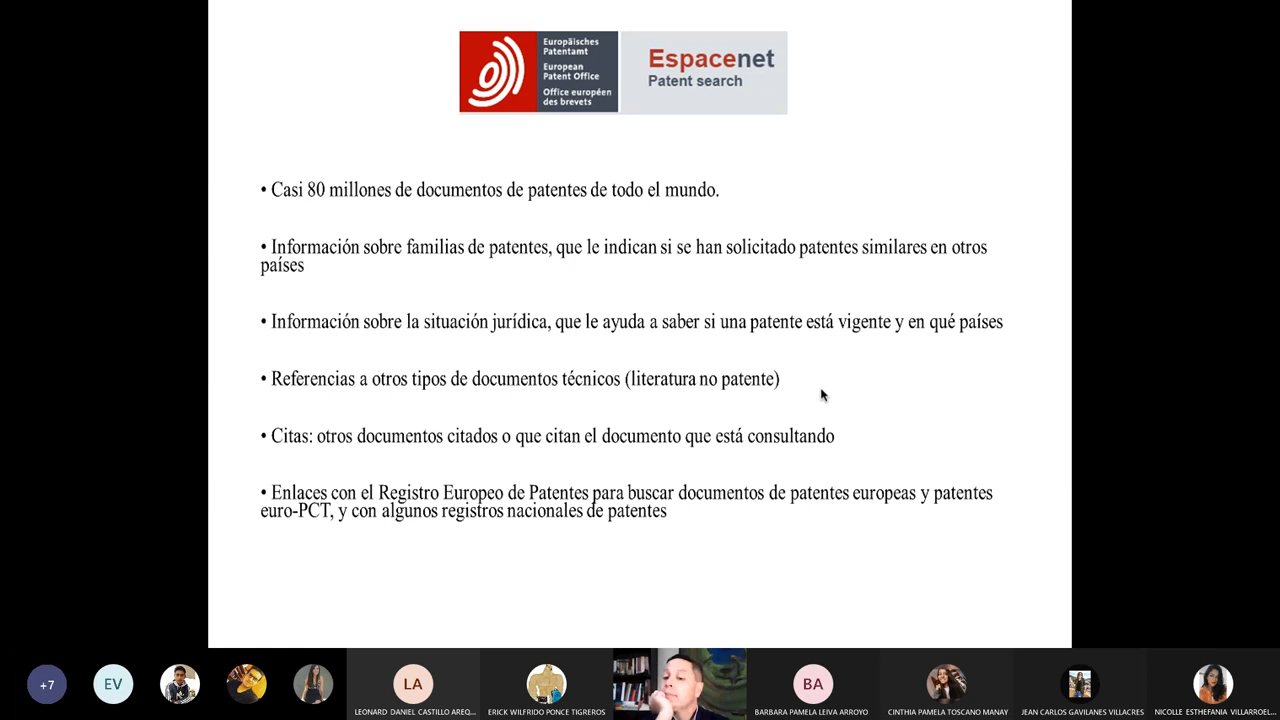 Europäisches
Patentamt
European
Patent Office
Office européen
des brevets
Espacenet
Patent search
• Casi 80 millones de documentos de patentes de todo el mundo.
• Información sobre familias de patentes, que le indican si se han solicitado patentes similares en otros
países
• Información sobre la situación jurídica, que le ayuda a saber si una patente está vigente y en qué países
• Referencias a otros tipos de documentos técnicos (literatura no patente)
• Citas: otros documentos citados o que citan el documento que está consultando
• Enlaces con el Registro Europeo de Patentes para buscar documentos de patentes europeas y patentes
euro-PCT, y con algunos registros nacionales de patentes
+7
EV
LA
BA
LEONARD DANIEL CASTILLO AREQ...
ERICK WILFRIDO PONCE TIGREROS
BARBARA PAMELA LEIVA ARROYO
CINTHIA PAMELA TOSCANO MANAY
JEAN CARLOS GAVILANES VILLACRES
NICOLLE ESTHEFANIA VILLARROEL...